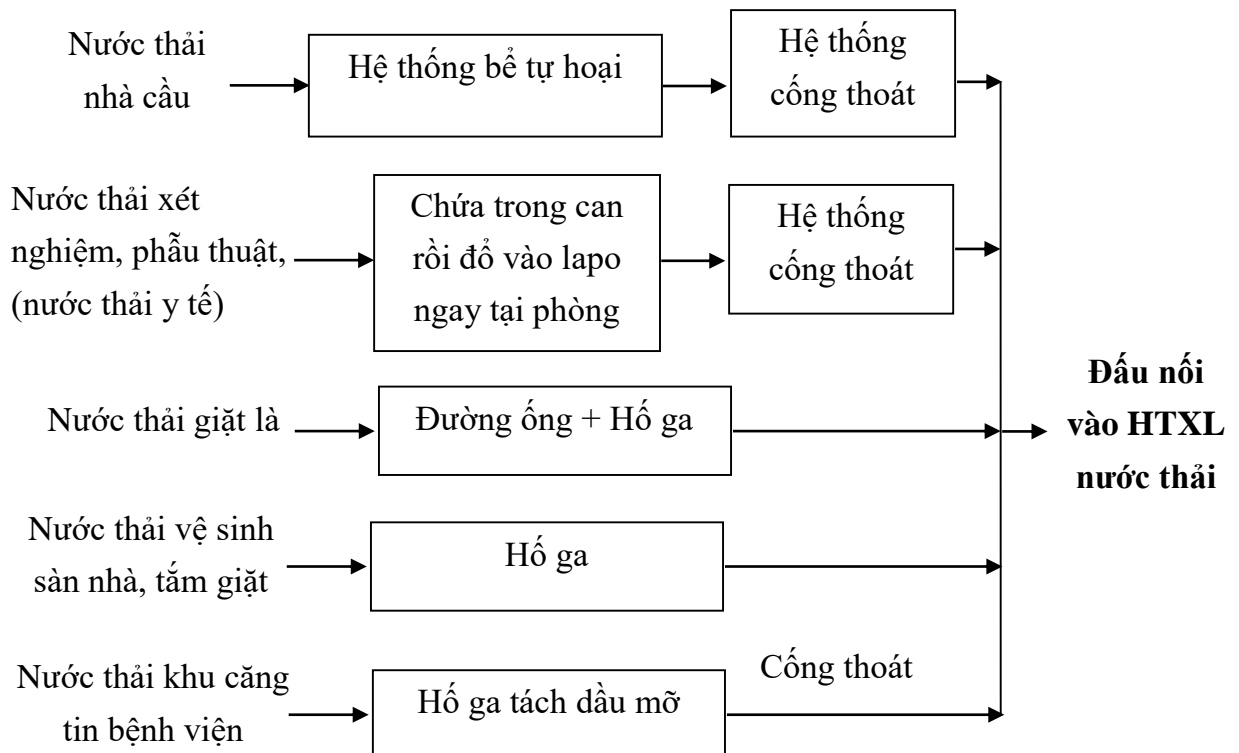 Nước thải
nhà cầu
Hệ thống bể tự hoại
Hệ thống
cống thoát
Nước thải xét
nghiệm, phẫu thuật,
(nước thải y tế)
Chứa trong can
rồi đổ vào lapo
ngay tại phòng
Hệ thống
cống thoát
Nước thải giặt là
Đường ống + Hố ga
Nước thải vệ sinh
sàn nhà, tắm giặt
Hố ga
Nước thải khu căng
tin bệnh viện
Hố ga tách dầu mỡ
Cống thoát
Đấu nối
vào HTXL
nước thải